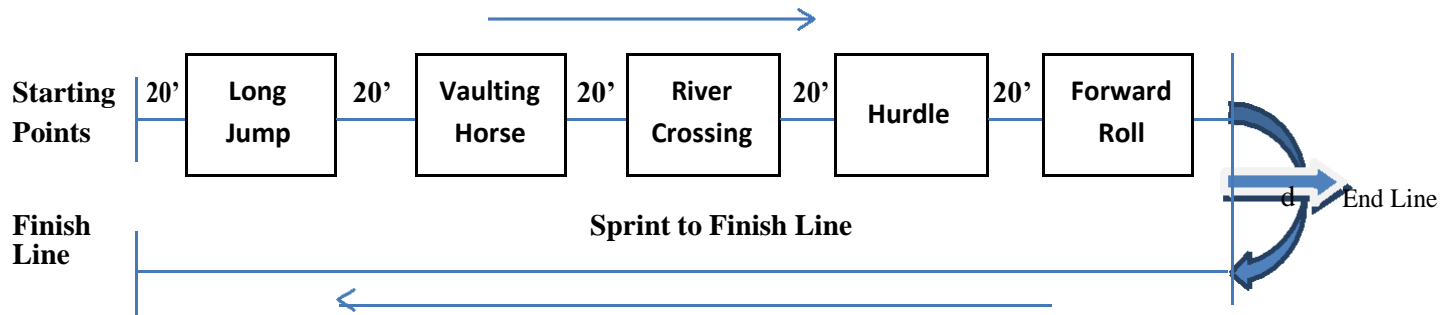 Starting Points
20’
Long Jump
20’
Vaulting Horse
20’
River Crossing
20’
Hurdle
20’
Forward Roll
d
End Line
Finish Line
Sprint to Finish Line